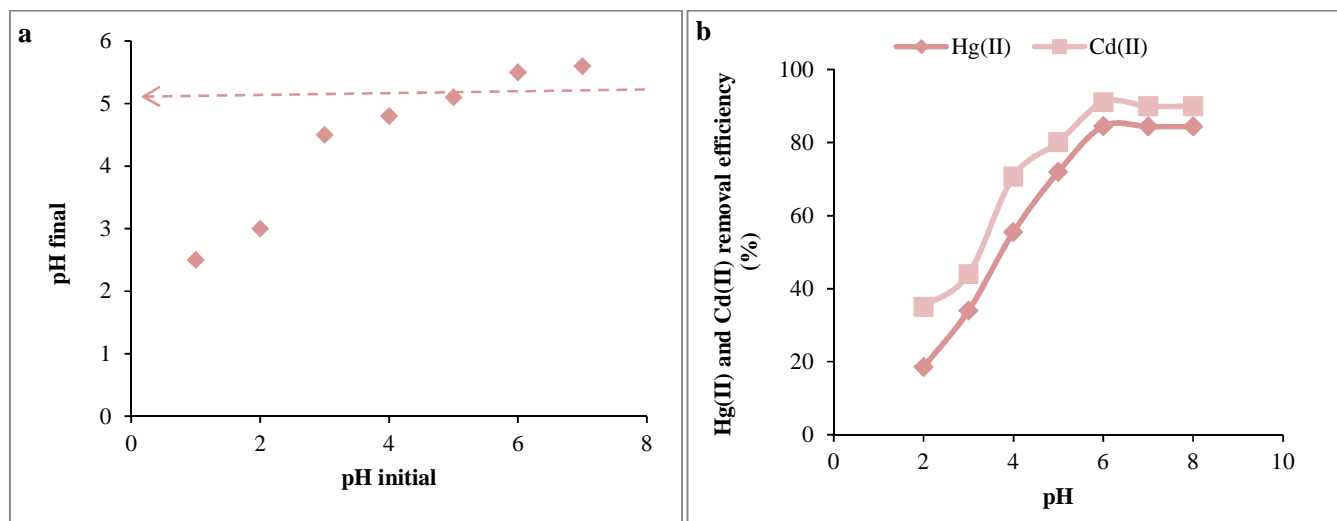 a
6
5
4
3
2
1
0
0 2 4 6 8
pH final
pH initial
b
Hg(II) Cd(II)
100
80
60
40
20
0
0 2 4 6 8 10
Hg(II) and Cd(II) removal efficiency
(%)
pH